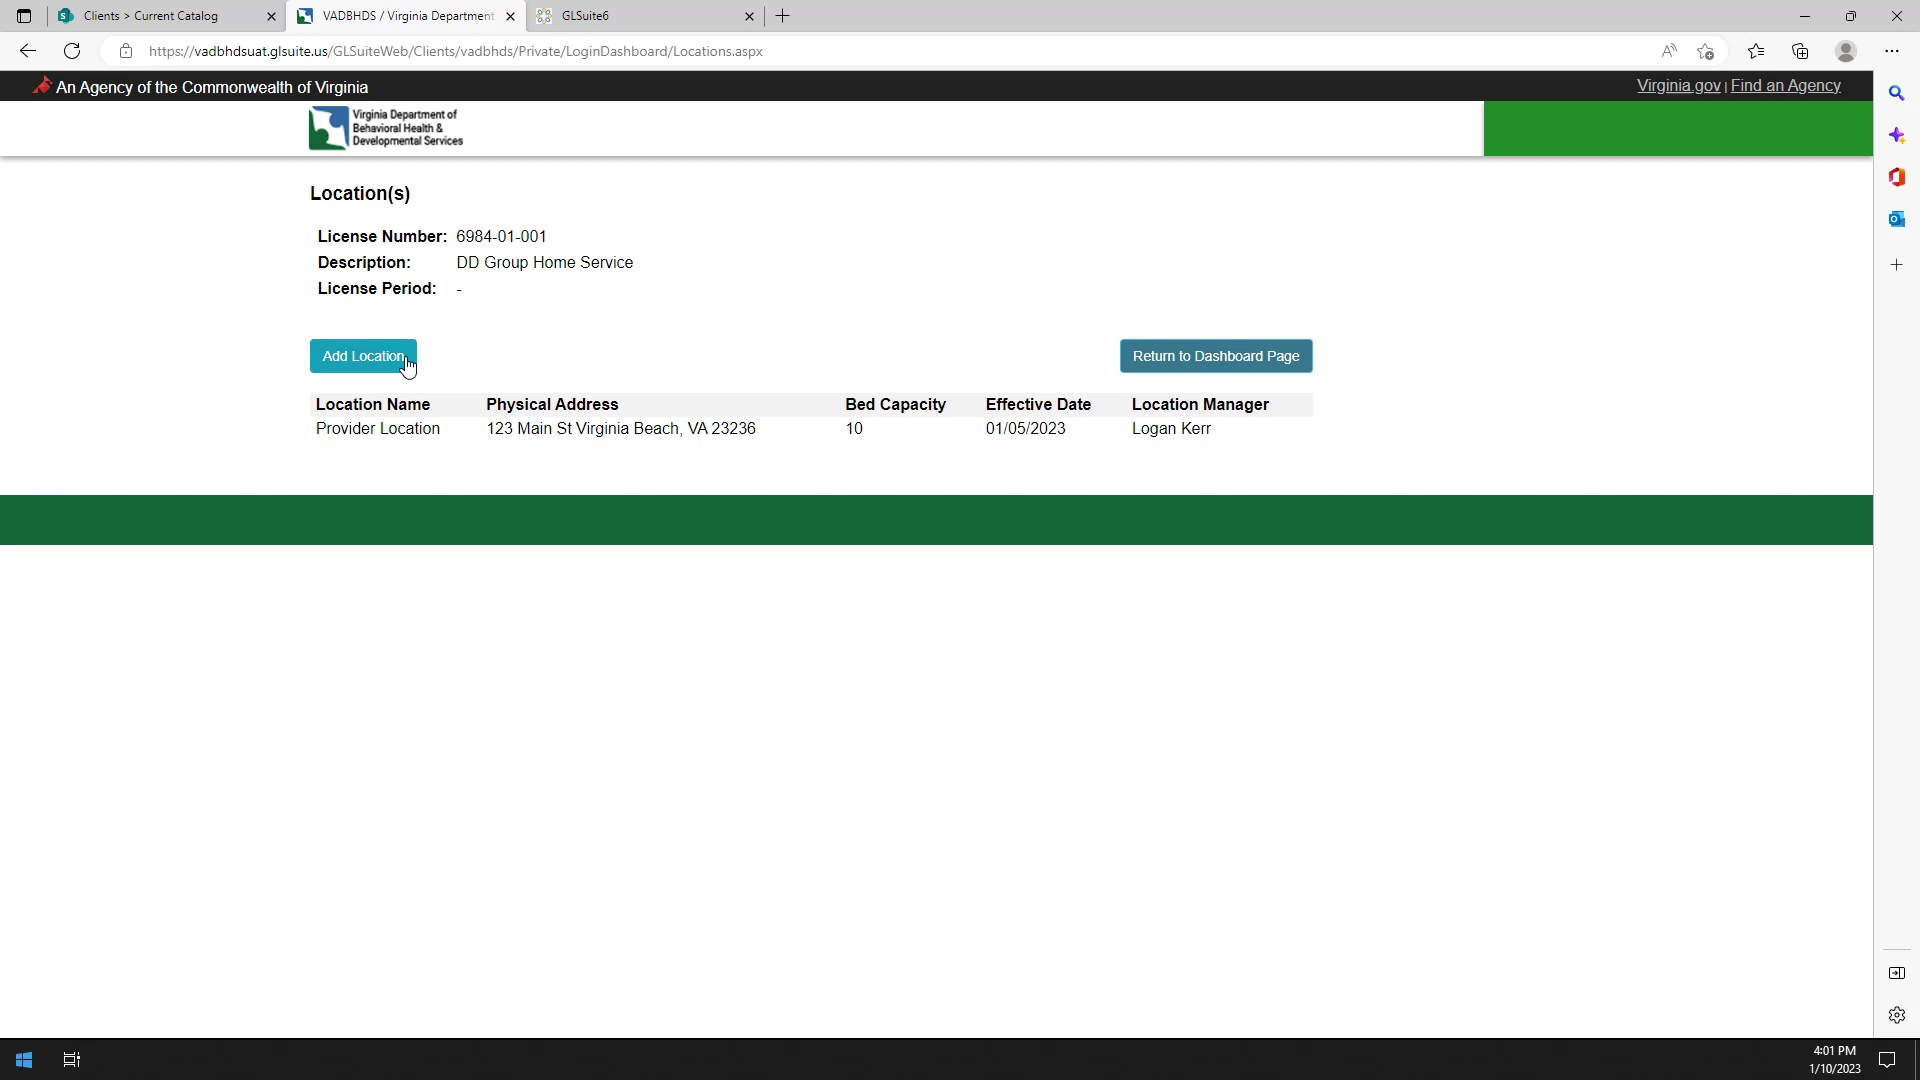 Clients > Current Catalog
VADBHDS / Virginia Department
GLSuite6
https://vadbhdsuat.glsuite.us/GLSuiteWeb/Clients/vadbhds/Private/LoginDashboard/Locations.aspx
An Agency of the Commonwealth of Virginia
Virginia.gov | Find an Agency
Virginia Department of
Behavioral Health &
Developmental Services
Location(s)
License Number: 6984-01-001
Description: DD Group Home Service
License Period: -
Add Location
Return to Dashboard Page
Location Name Physical Address Bed Capacity Effective Date Location Manager
Provider Location 123 Main St Virginia Beach, VA 23236 10 01/05/2023 Logan Kerr
4:01 PM
1/10/2023